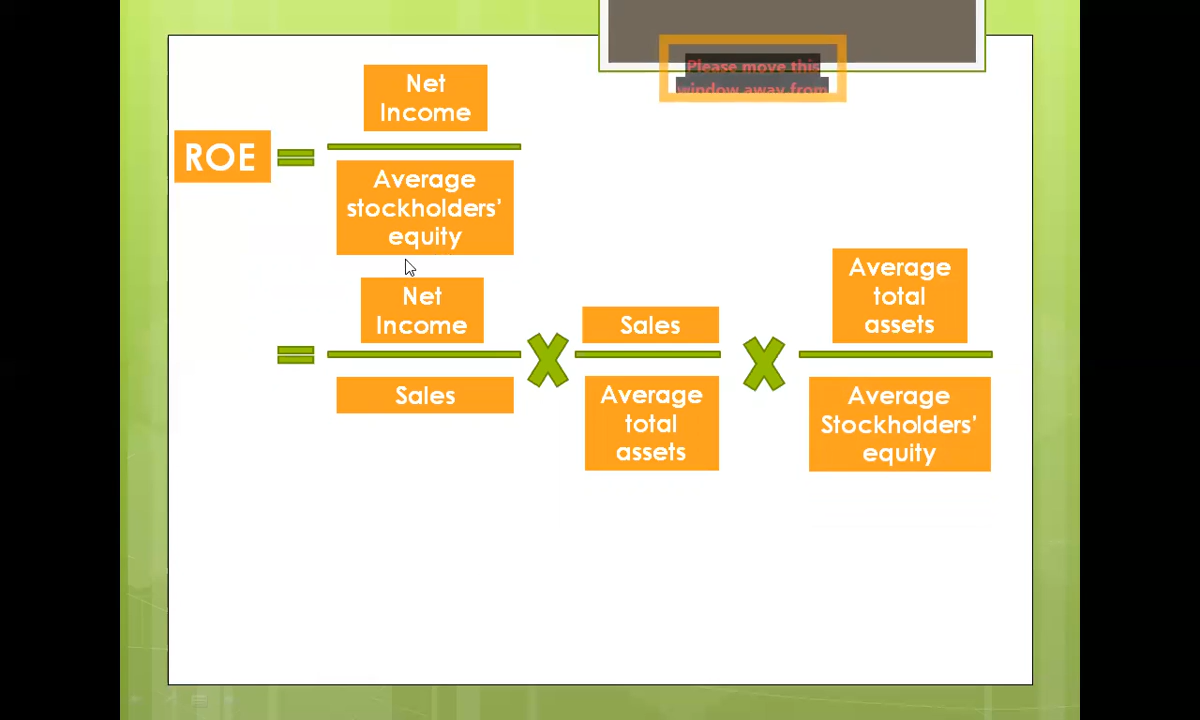 Please move this
window away from
Net
Income
ROE
Average
stockholders'
equity
Net
Income
Sales
Sales
Average
total
assets
Average
total
assets
Average
Stockholders'
equity